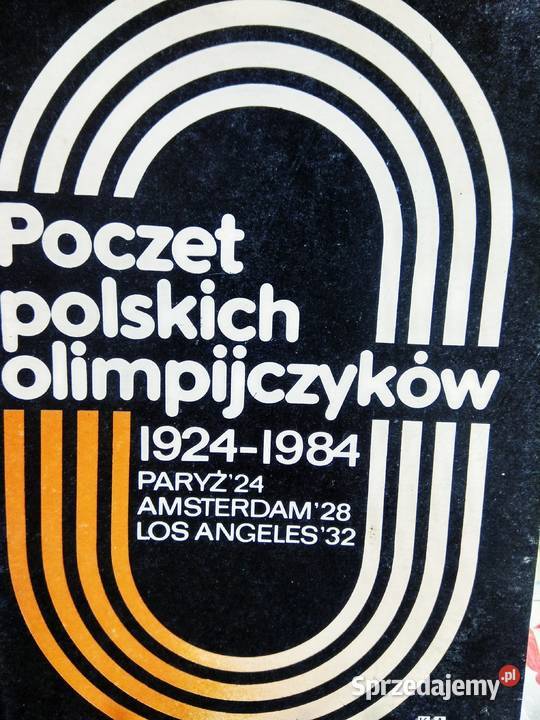 Poczet
polskich
olimpijczyków
1924-1984
PARYŻ'24
AMSTERDAM'28
LOS ANGELES'32
Sprzedajemy.pl